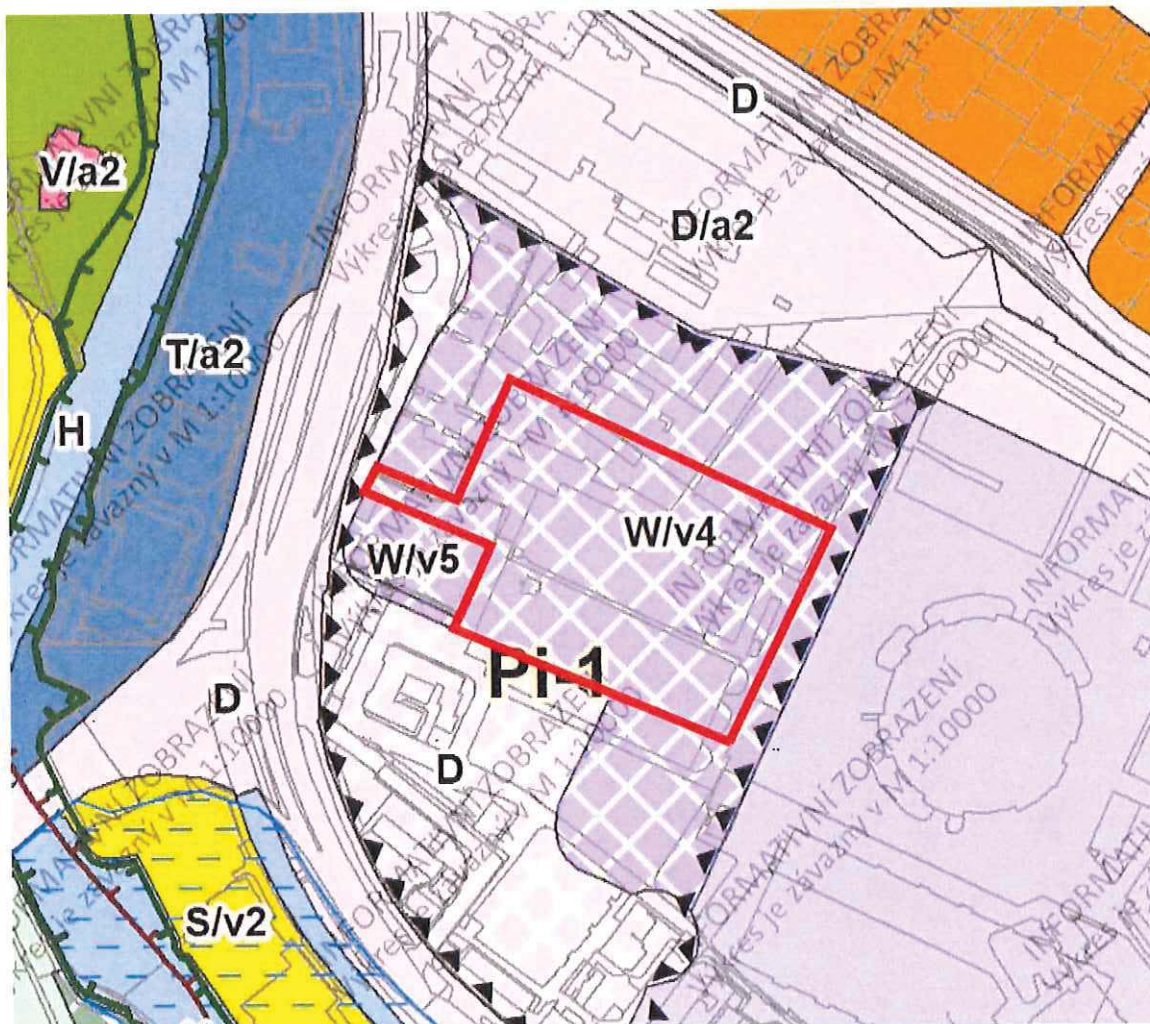 D
V/a2
D/a2
T/a2
H
W/v4
W/v5
Pi-1
D
D
S/v2
INFORMATIVNÍ ZOBRAZENÍ
Výkres je závazný v M 1:10000